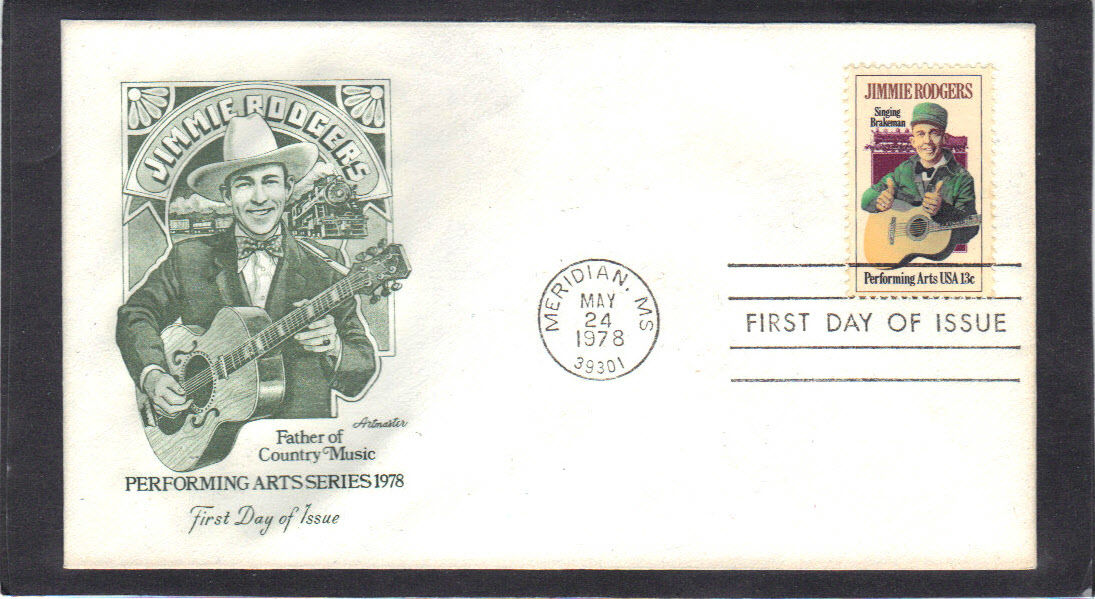 JIMMIE RODGERS
Artmaster
Father of
Country Music
PERFORMING ARTS SERIES 1978
First Day of Issue
MERIDIAN, MS
MAY
24
1978
39301
JIMMIE RODGERS
Singing
Brakeman
Performing Arts USA 13c
FIRST DAY OF ISSUE